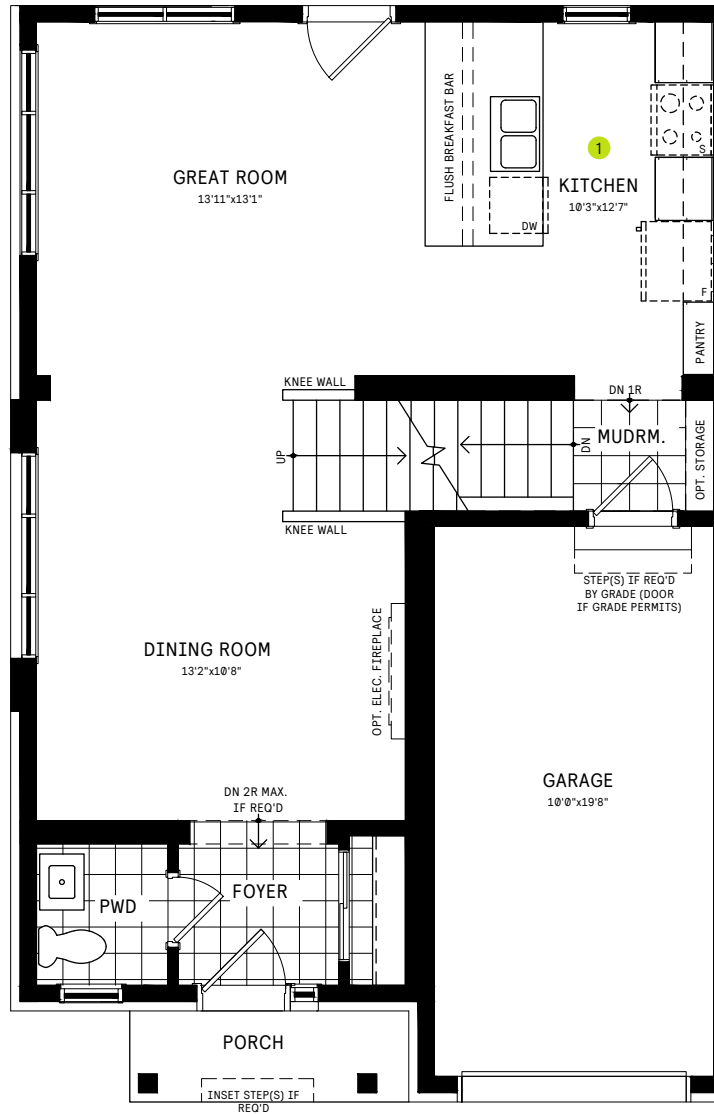 FLUSH BREAKFAST BAR
GREAT ROOM
13'11"x13'1"
1
KITCHEN
10'3"x12'7"
S
DW
F
PANTRY
KNEE WALL
DN 1R
MUDRM.
OPT. STORAGE
UP
DN
KNEE WALL
STEP(S) IF REQ'D
BY GRADE (DOOR
IF GRADE PERMITS)
DINING ROOM
13'2"x10'8"
OPT. ELEC. FIREPLACE
GARAGE
10'0"x19'8"
DN 2R MAX.
IF REQ'D
PWD
FOYER
PORCH
INSET STEP(S) IF
REQ'D